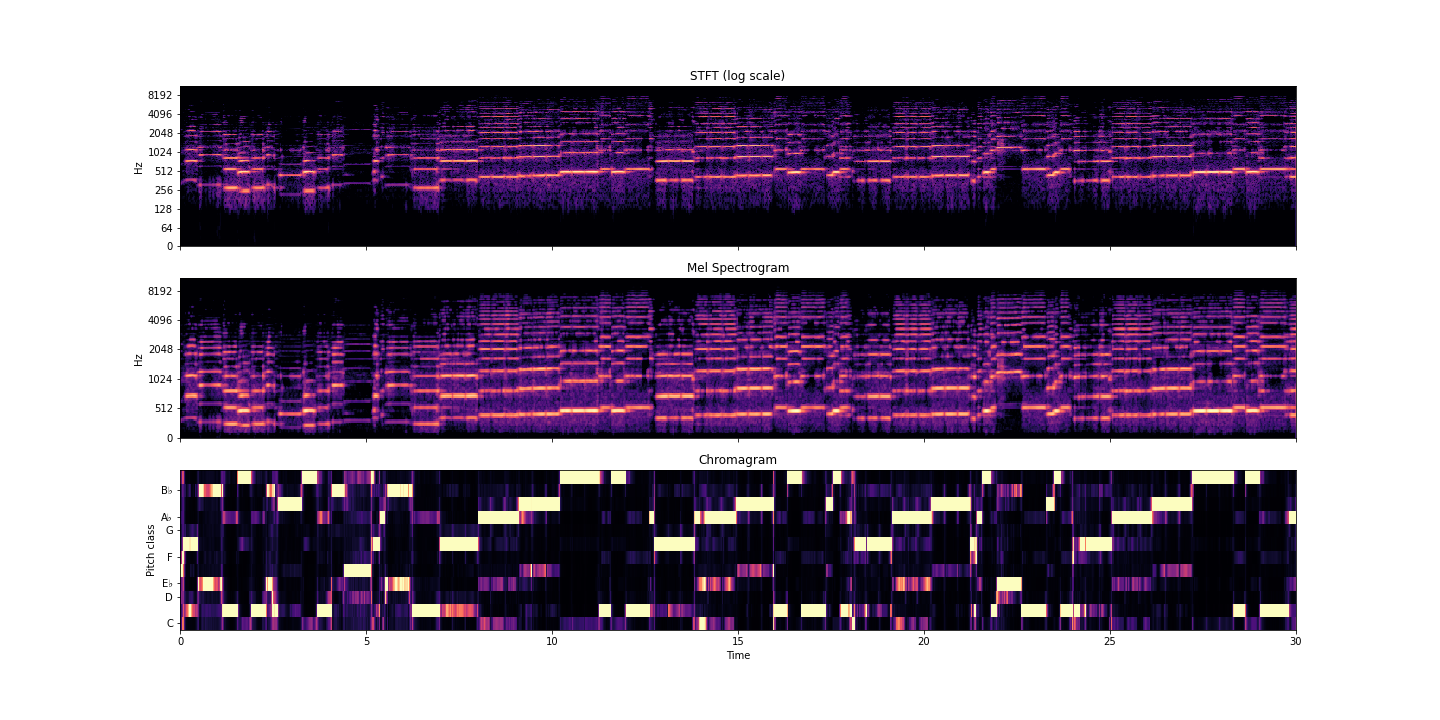 STFT (log scale)
8192
4096
2048
1024
512
256
128
64
0
Hz
Mel Spectrogram
8192
4096
2048
1024
512
0
Hz
Chromagram
B♭
A♭
G
F
E♭
D
C
Pitch class
0 5 10 15 20 25 30
Time